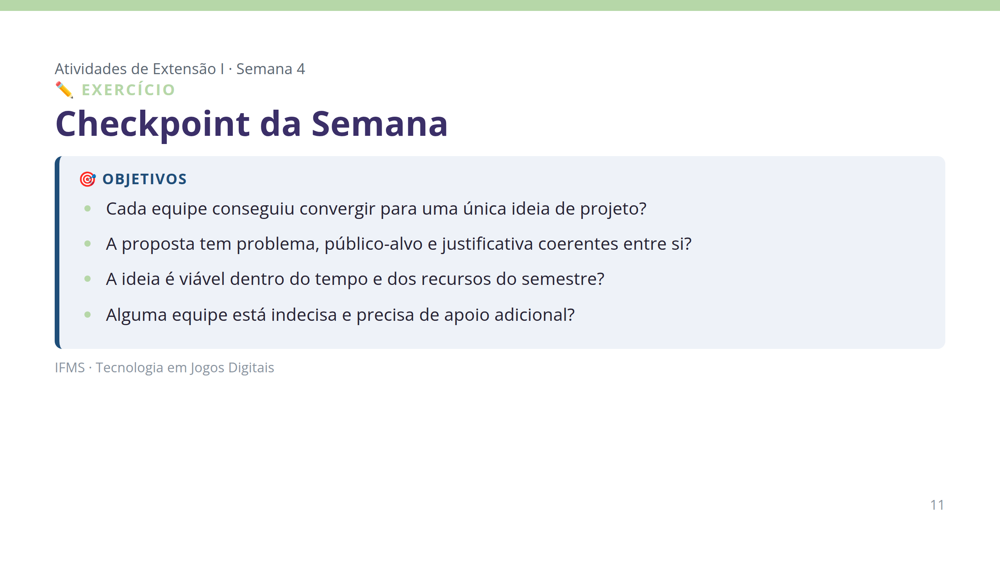 Atividades de Extensão I · Semana 4
✏️ EXERCÍCIO
Checkpoint da Semana
🎯 OBJETIVOS
• Cada equipe conseguiu convergir para uma única ideia de projeto?
• A proposta tem problema, público-alvo e justificativa coerentes entre si?
• A ideia é viável dentro do tempo e dos recursos do semestre?
• Alguma equipe está indecisa e precisa de apoio adicional?
IFMS · Tecnologia em Jogos Digitais
11